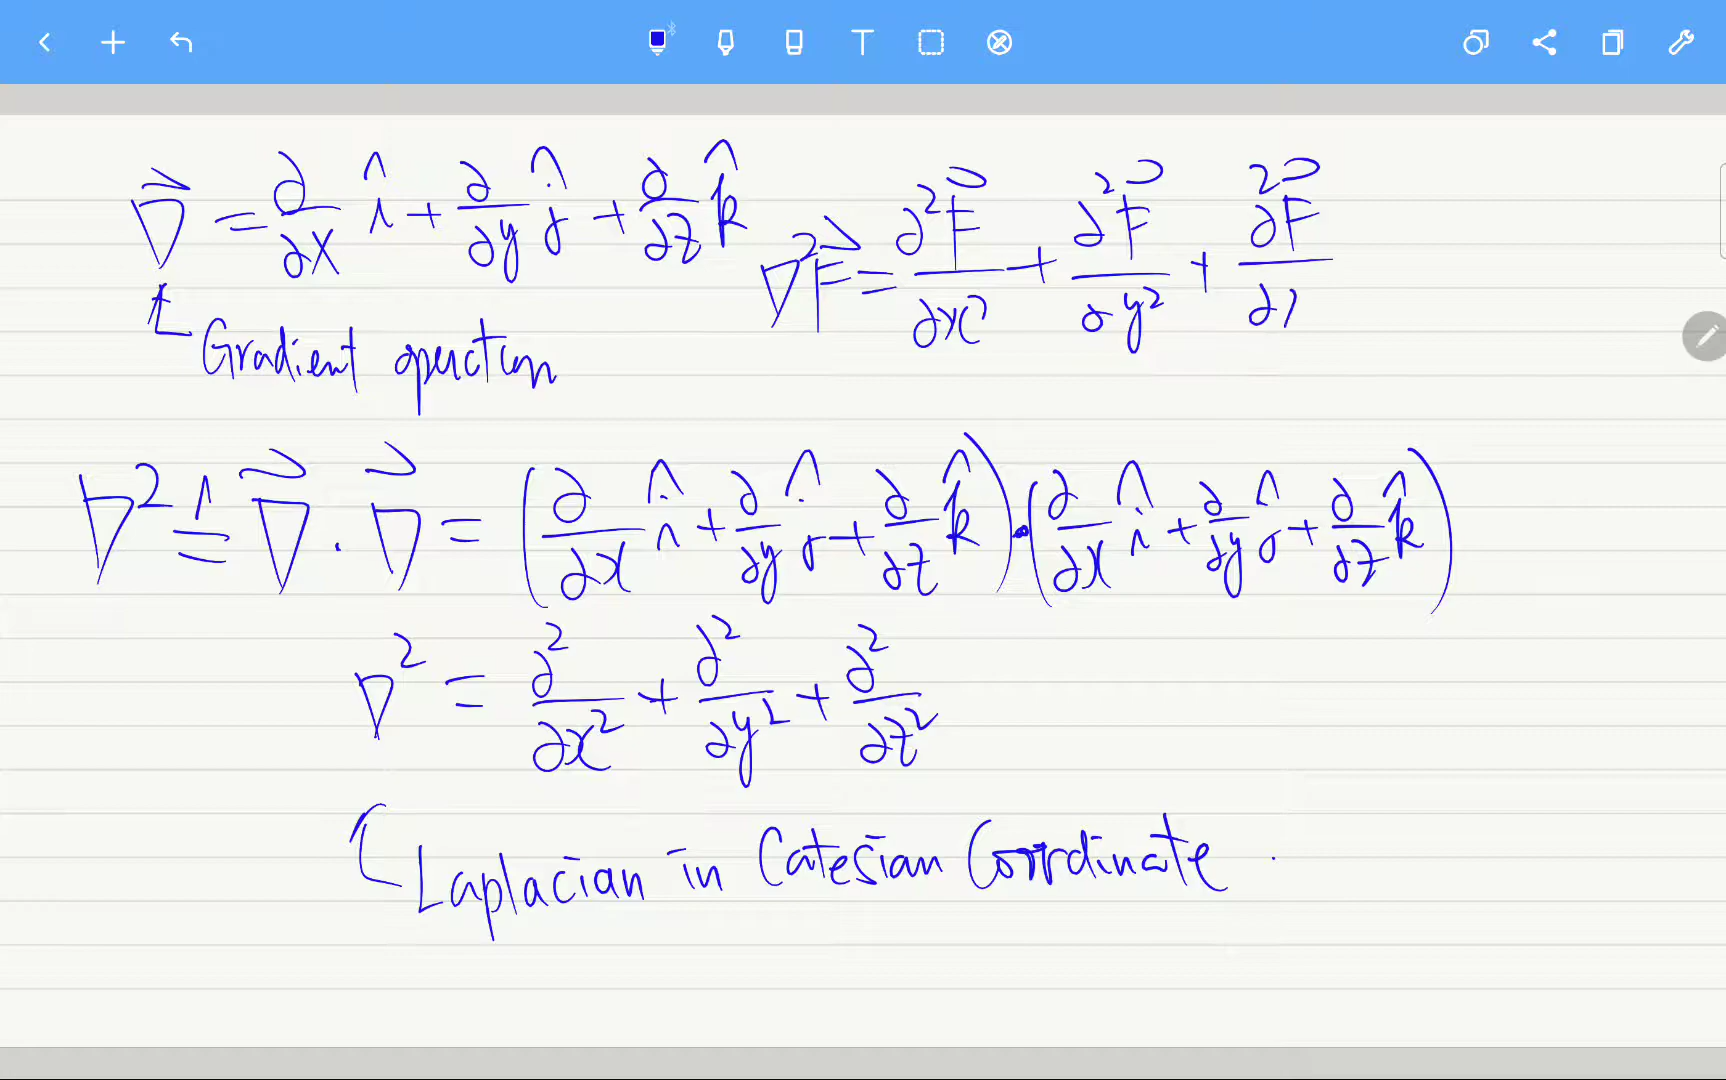 ∇⃗ = ∂/∂x î + ∂/∂y ĵ + ∂/∂z k̂
∇²F⃗ = ∂²F⃗/∂x² + ∂²F⃗/∂y² + ∂²F⃗/∂
Gradient
∇² ≜ ∇⃗ · ∇⃗ = (∂/∂x î + ∂/∂y ĵ + ∂/∂z k̂) · (∂/∂x î + ∂/∂y ĵ + ∂/∂z k̂)
∇² = ∂²/∂x² + ∂²/∂y² + ∂²/∂z²
Laplacian in Catesian Coordinate